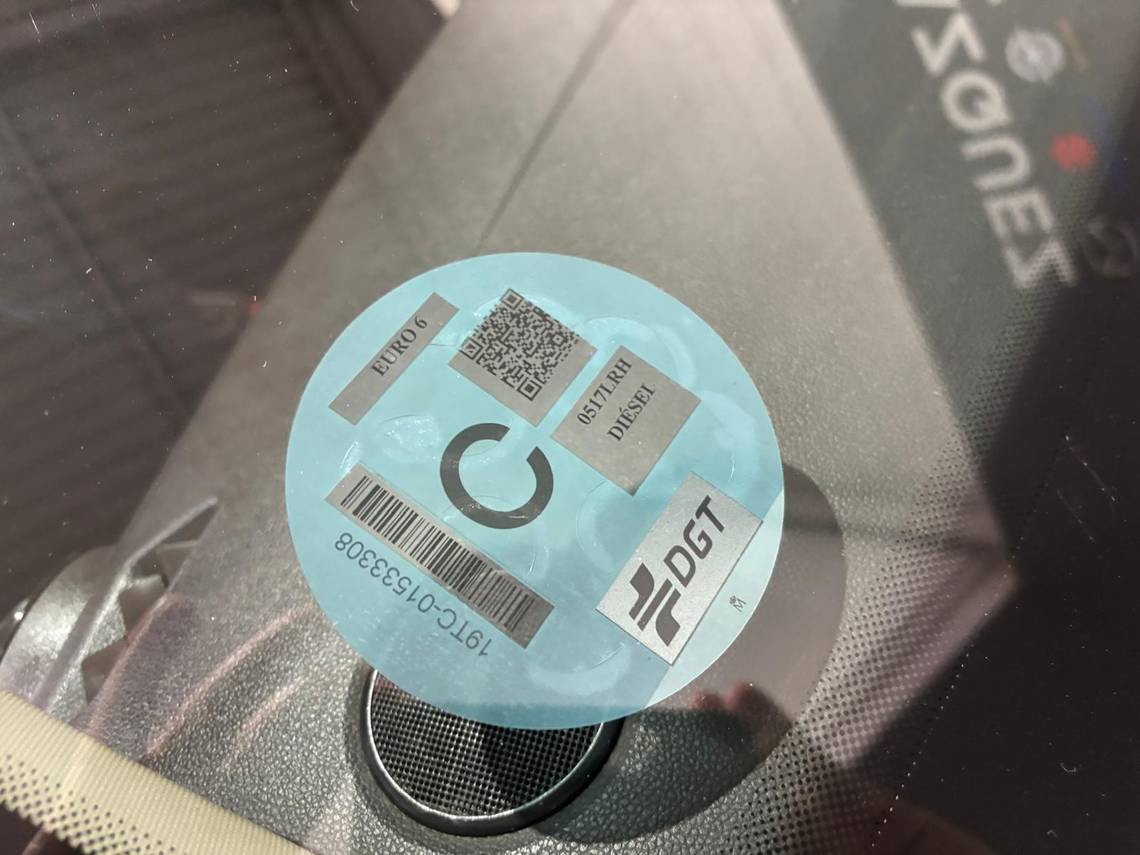 EURO 6
0517LRH
DIÉSEL
C
19TC-01533308
DGT
M